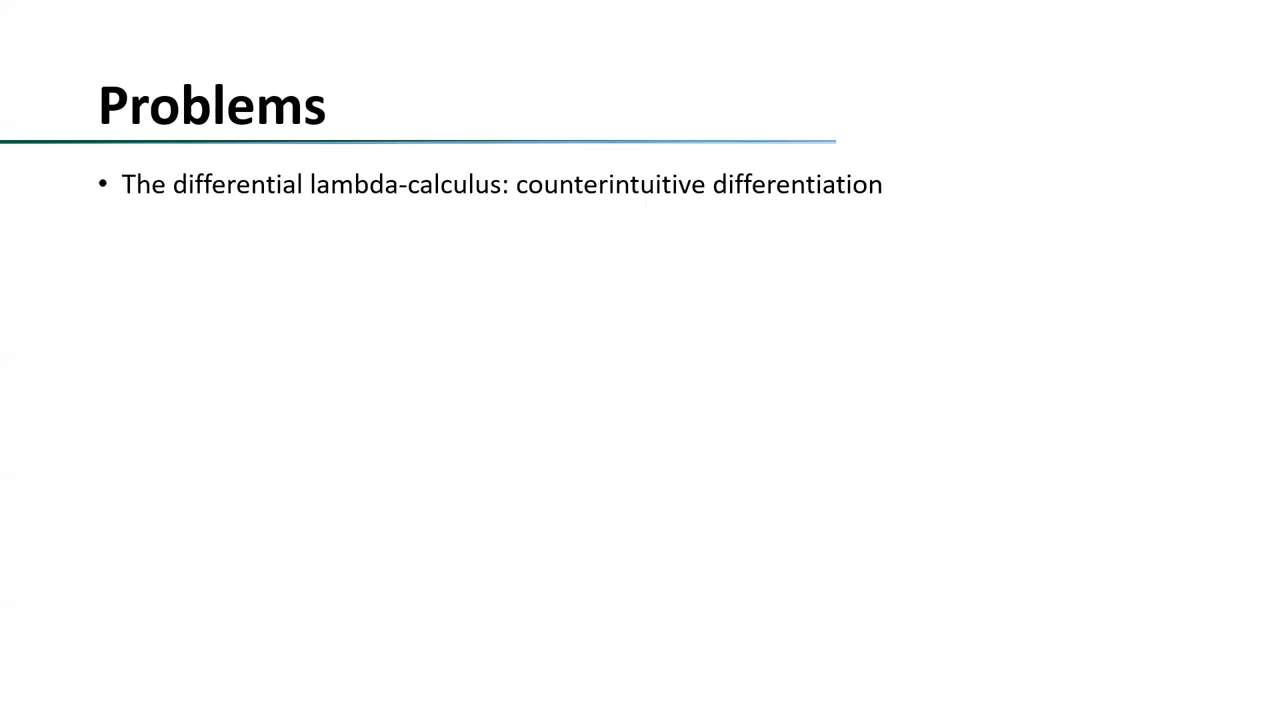 Problems
• The differential lambda-calculus: counterintuitive differentiation